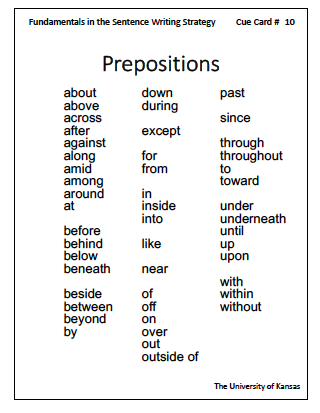 Fundamentals in the Sentence Writing Strategy Cue Card # 10
Prepositions
about down past
above during
across since
after except
against through
along for throughout
amid from to
among toward
around in
at inside under
into underneath
before until
behind like up
below upon
beneath near
with
beside of within
between off without
beyond on
by over
out
outside of
The University of Kansas